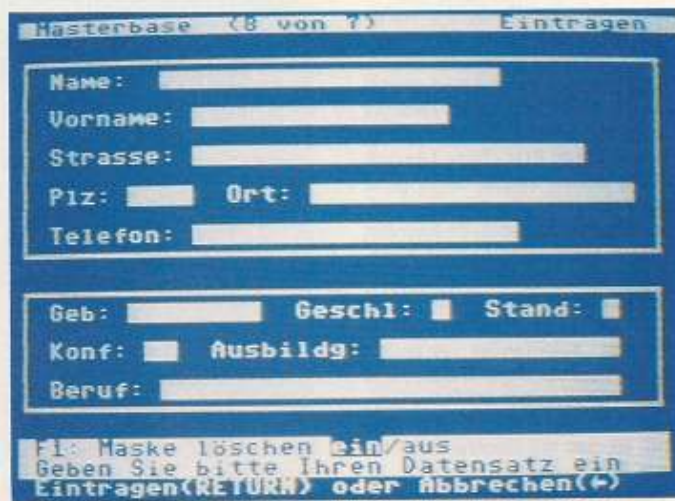 Masterbase (8 von 7) Eintragen
Name:
Vorname:
Strasse:
Plz: Ort:
Telefon:
Geb: Geschl: Stand:
Konf: Ausbildg:
Beruf:
F1: Maske löschen ein/aus
Geben Sie bitte Ihren Datensatz ein
Eintragen(RETURN) oder Abbrechen(←)